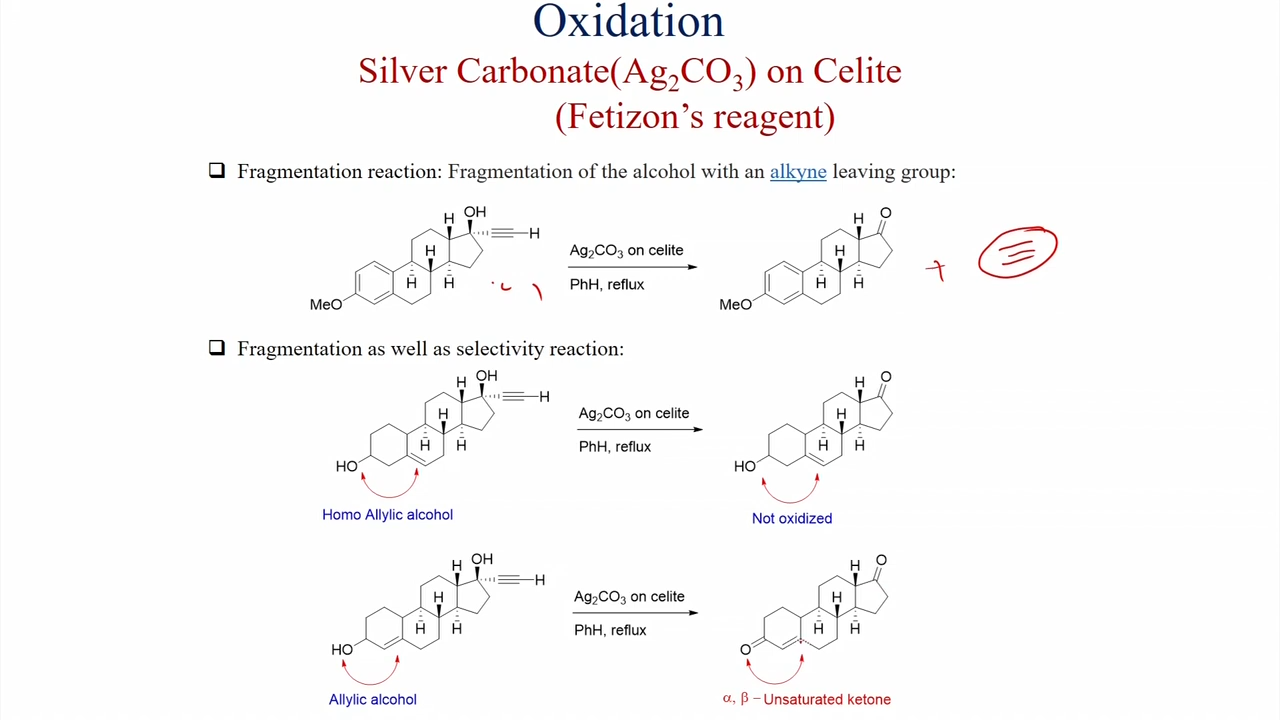 Oxidation
Silver Carbonate(Ag₂CO₃) on Celite
(Fetizon’s reagent)
❑ Fragmentation reaction: Fragmentation of the alcohol with an alkyne leaving group:
H OH
H
H
H H
MeO
Ag₂CO₃ on celite
PhH, reflux
H O
H
H H
MeO
+
❑ Fragmentation as well as selectivity reaction:
H OH
H
H
H H
HO
Homo Allylic alcohol
Ag₂CO₃ on celite
PhH, reflux
H O
H
H H
HO
Not oxidized
H OH
H
H
H H
HO
Allylic alcohol
Ag₂CO₃ on celite
PhH, reflux
H O
H
H H
O
α, β – Unsaturated ketone